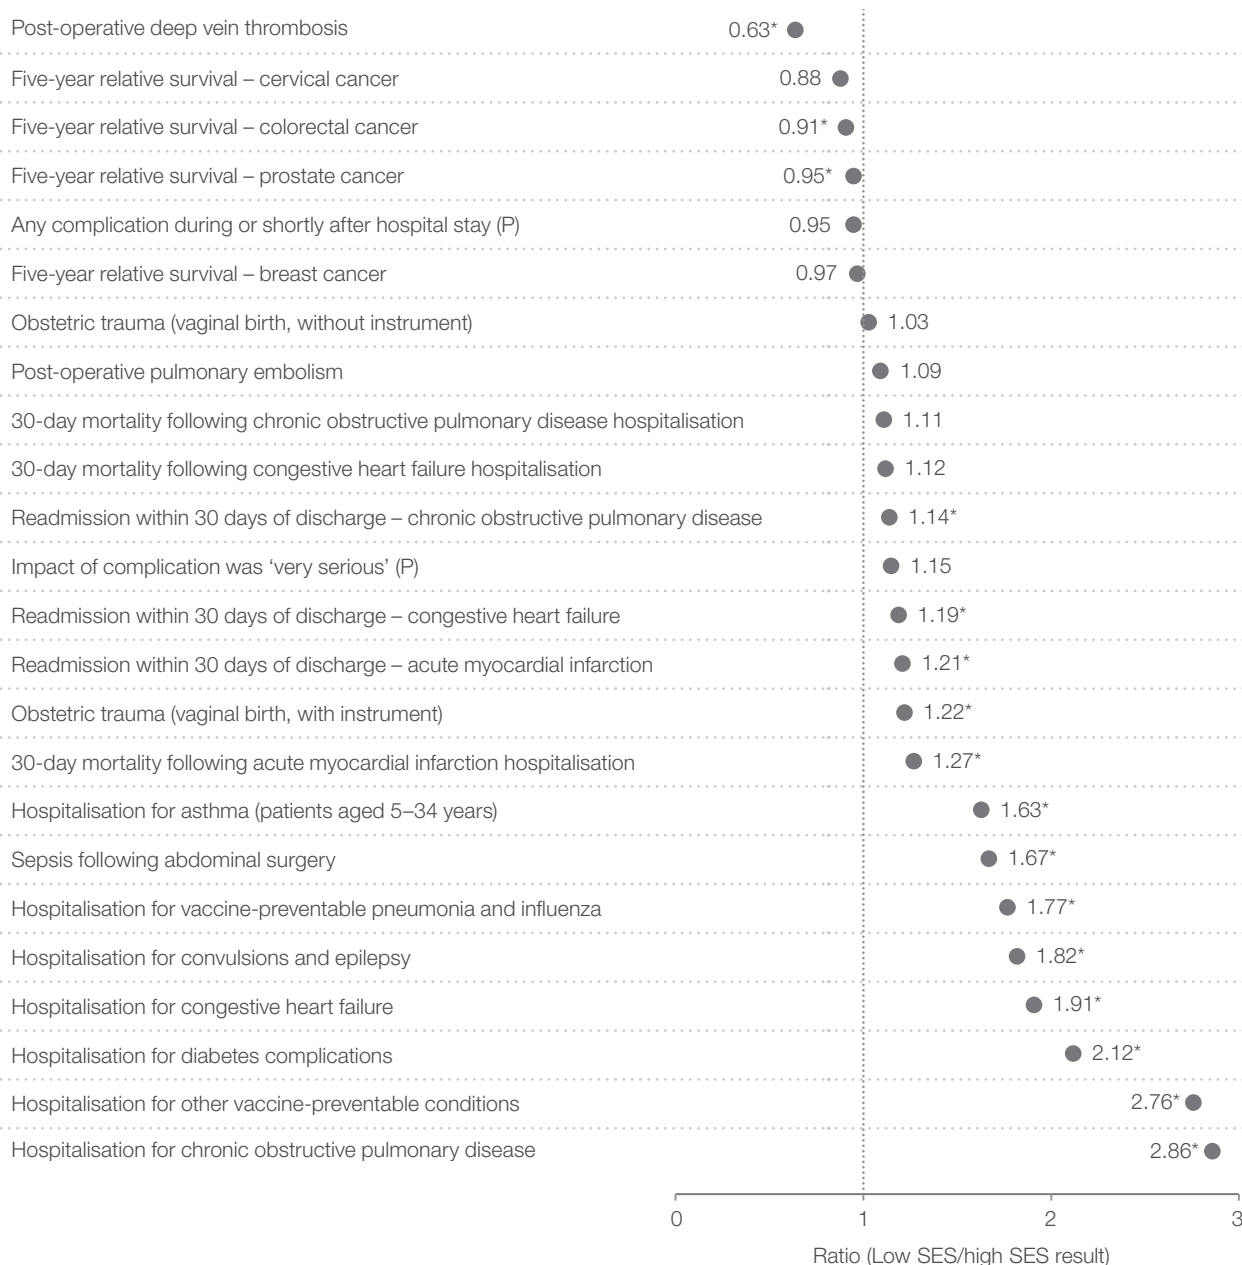 Post-operative deep vein thrombosis 0.63*
Five-year relative survival – cervical cancer 0.88
Five-year relative survival – colorectal cancer 0.91*
Five-year relative survival – prostate cancer 0.95*
Any complication during or shortly after hospital stay (P) 0.95
Five-year relative survival – breast cancer 0.97
Obstetric trauma (vaginal birth, without instrument) 1.03
Post-operative pulmonary embolism 1.09
30-day mortality following chronic obstructive pulmonary disease hospitalisation 1.11
30-day mortality following congestive heart failure hospitalisation 1.12
Readmission within 30 days of discharge – chronic obstructive pulmonary disease 1.14*
Impact of complication was ‘very serious’ (P) 1.15
Readmission within 30 days of discharge – congestive heart failure 1.19*
Readmission within 30 days of discharge – acute myocardial infarction 1.21*
Obstetric trauma (vaginal birth, with instrument) 1.22*
30-day mortality following acute myocardial infarction hospitalisation 1.27*
Hospitalisation for asthma (patients aged 5–34 years) 1.63*
Sepsis following abdominal surgery 1.67*
Hospitalisation for vaccine-preventable pneumonia and influenza 1.77*
Hospitalisation for convulsions and epilepsy 1.82*
Hospitalisation for congestive heart failure 1.91*
Hospitalisation for diabetes complications 2.12*
Hospitalisation for other vaccine-preventable conditions 2.76*
Hospitalisation for chronic obstructive pulmonary disease 2.86*
0 1 2 3
Ratio (Low SES/high SES result)